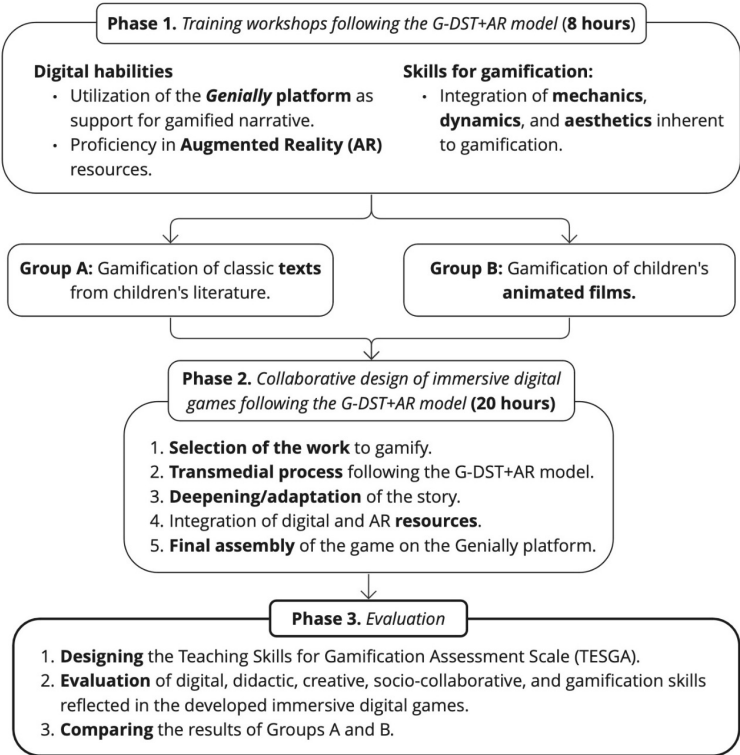 Phase 1. Training workshops following the G-DST+AR model (8 hours)
Digital habilities
• Utilization of the Genially platform as
support for gamified narrative.
• Proficiency in Augmented Reality (AR)
resources.
Skills for gamification:
• Integration of mechanics,
dynamics, and aesthetics inherent
to gamification.
Group A: Gamification of classic texts
from children's literature.
Group B: Gamification of children's
animated films.
Phase 2. Collaborative design of immersive digital
games following the G-DST+AR model (20 hours)
1. Selection of the work to gamify.
2. Transmedial process following the G-DST+AR model.
3. Deepening/adaptation of the story.
4. Integration of digital and AR resources.
5. Final assembly of the game on the Genially platform.
Phase 3. Evaluation
1. Designing the Teaching Skills for Gamification Assessment Scale (TESGA).
2. Evaluation of digital, didactic, creative, socio-collaborative, and gamification skills
reflected in the developed immersive digital games.
3. Comparing the results of Groups A and B.